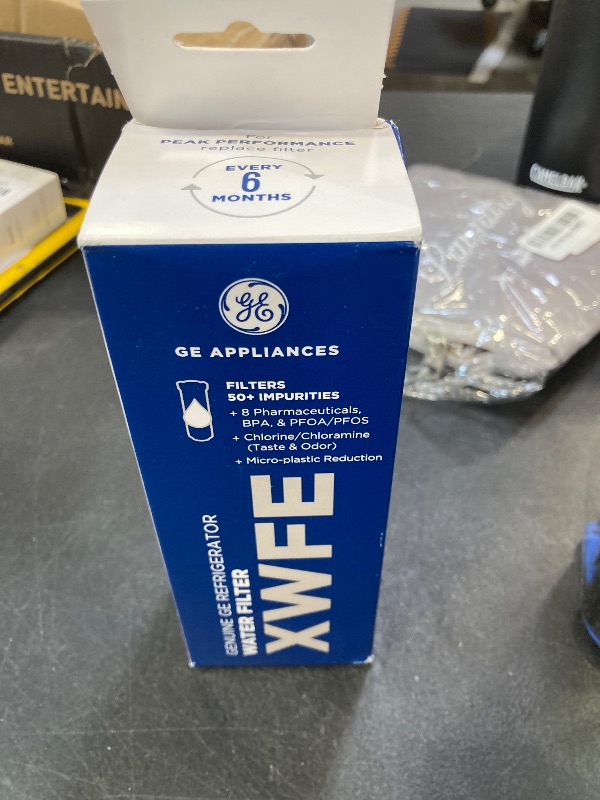 ENTERTAIN
For
PEAK PERFORMANCE
replace filter
EVERY
6
MONTHS
CAMELBAK
GE
GE APPLIANCES
FILTERS
50+ IMPURITIES
+ 8 Pharmaceuticals,
BPA, & PFOA/PFOS
+ Chlorine/Chloramine
(Taste & Odor)
+ Micro-plastic Reduction
GENUINE GE REFRIGERATOR
WATER FILTER
XWFE